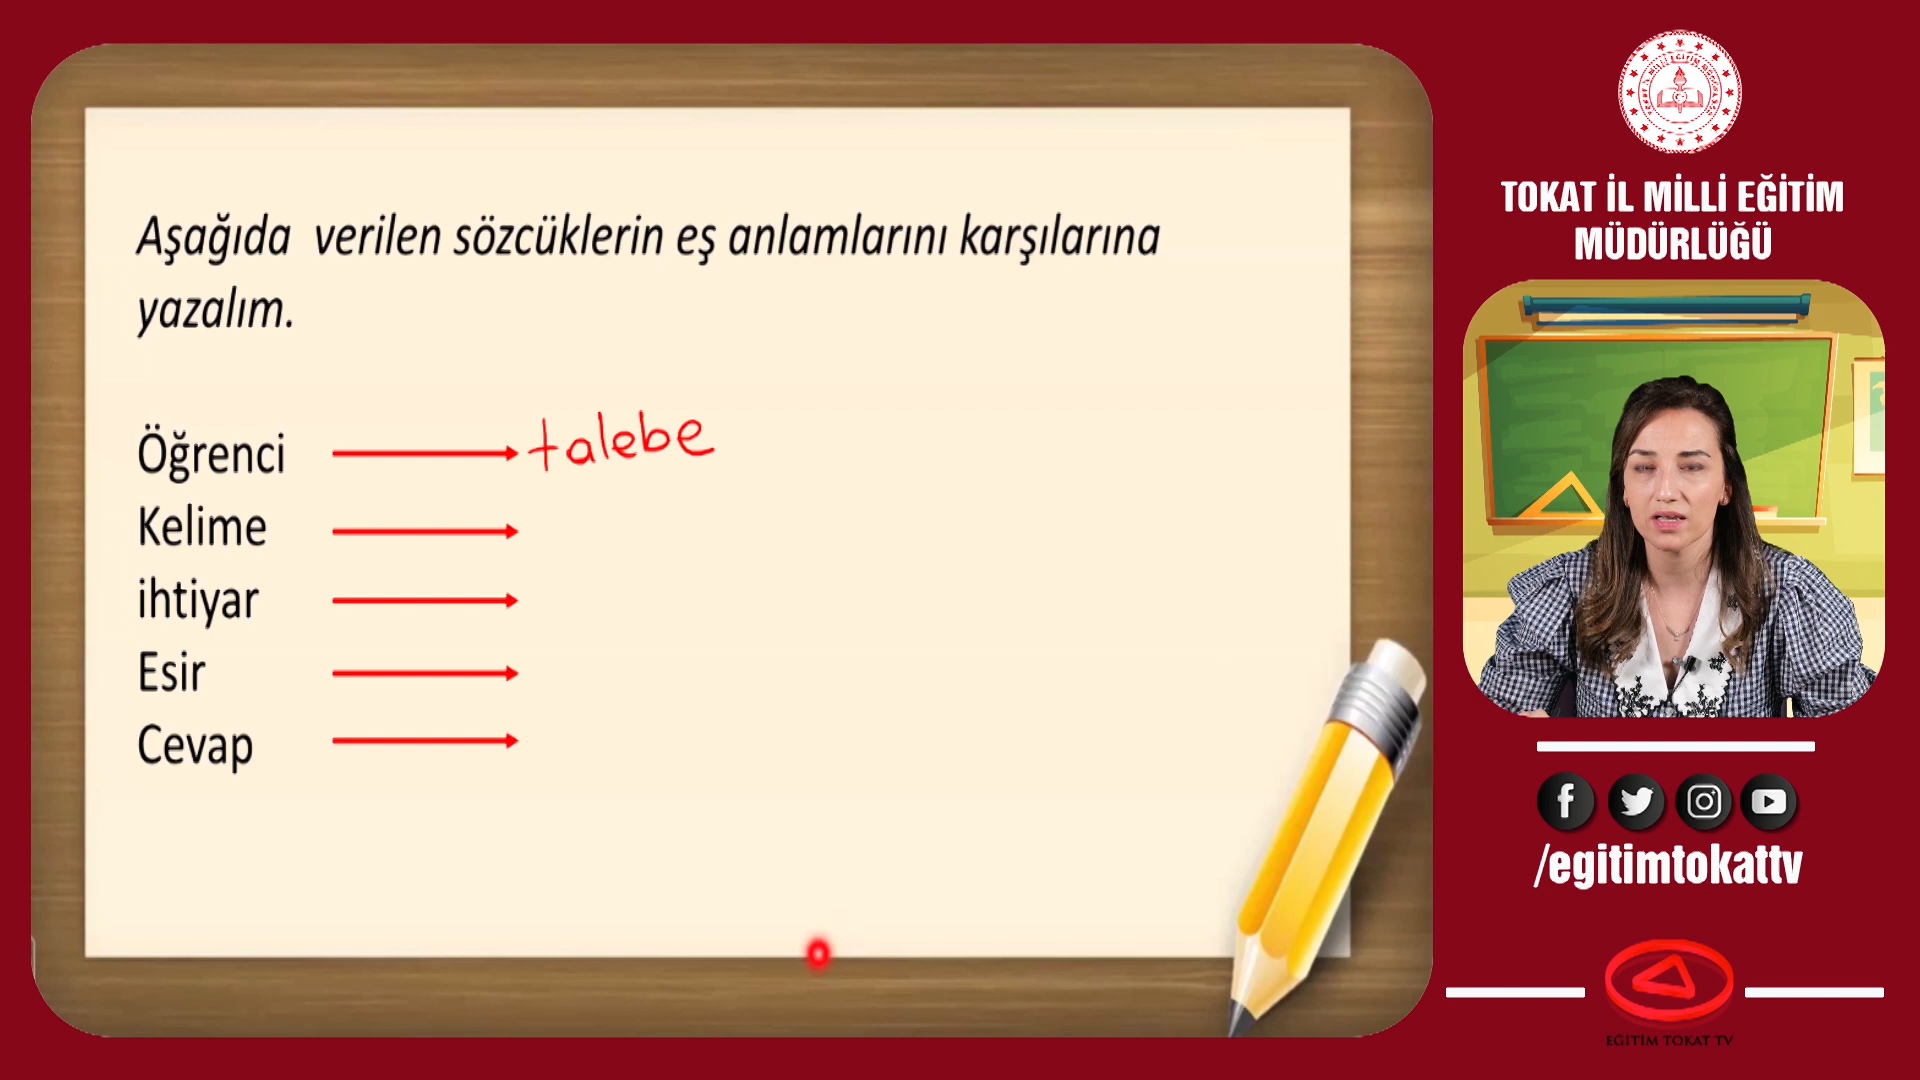 Aşağıda verilen sözcüklerin eş anlamlarını karşılarına
yazalım.
Öğrenci talebe
Kelime
ihtiyar
Esir
Cevap
TOKAT İL MİLLİ EĞİTİM
MÜDÜRLÜĞÜ
/egitimtokattv
EĞİTİM TOKAT TV